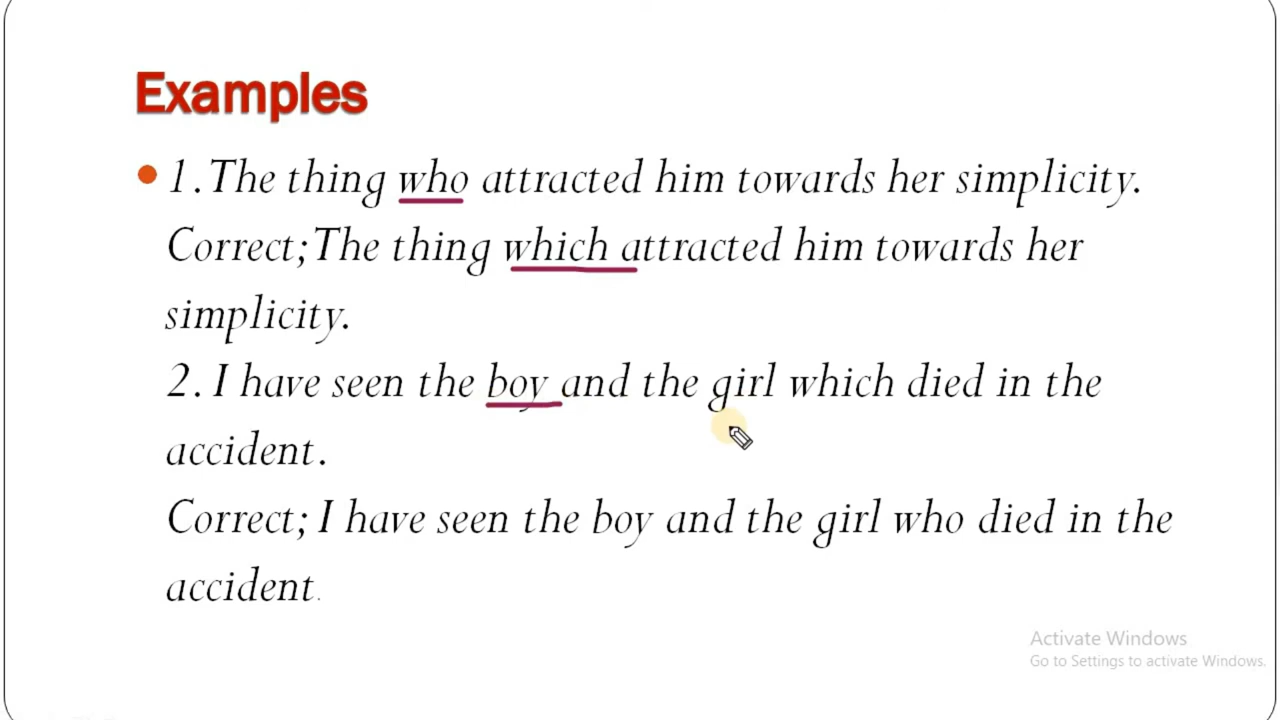 Examples
1.The thing who attracted him towards her simplicity.
Correct;The thing which attracted him towards her
simplicity.
2. I have seen the boy and the girl which died in the
accident.
Correct; I have seen the boy and the girl who died in the
accident.
Activate Windows
Go to Settings to activate Windows.